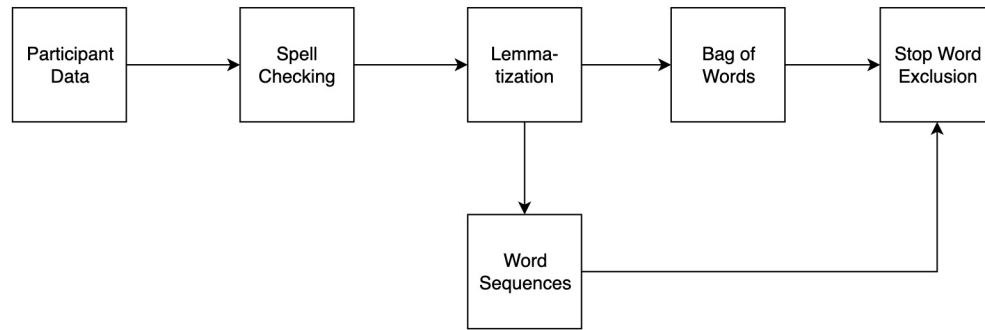 Participant
Data
Spell
Checking
Lemma-
tization
Bag of
Words
Stop Word
Exclusion
Word
Sequences